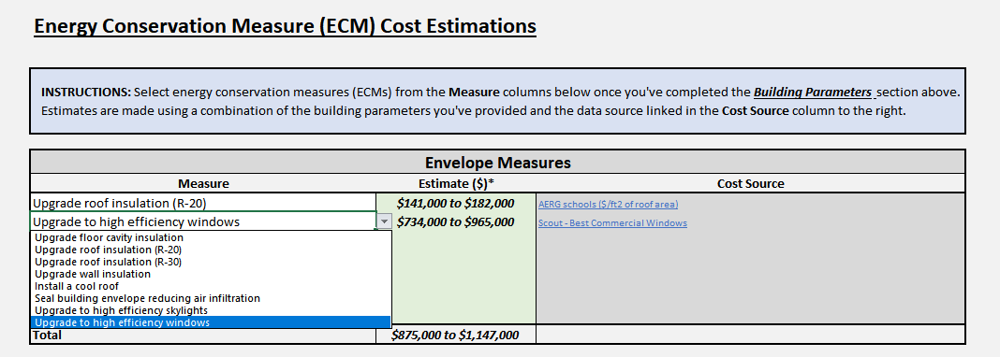 Energy Conservation Measure (ECM) Cost Estimations
INSTRUCTIONS: Select energy conservation measures (ECMs) from the Measure columns below once you've completed the Building Parameters section above.
Estimates are made using a combination of the building parameters you've provided and the data source linked in the Cost Source column to the right.
Envelope Measures
Measure Estimate ($)* Cost Source
Upgrade roof insulation (R-20) $141,000 to $182,000 AERG schools ($/ft2 of roof area)
Upgrade to high efficiency windows $734,000 to $965,000 Scout - Best Commercial Windows
Upgrade floor cavity insulation
Upgrade roof insulation (R-20)
Upgrade roof insulation (R-30)
Upgrade wall insulation
Install a cool roof
Seal building envelope reducing air infiltration
Upgrade to high efficiency skylights
Upgrade to high efficiency windows
Total $875,000 to $1,147,000